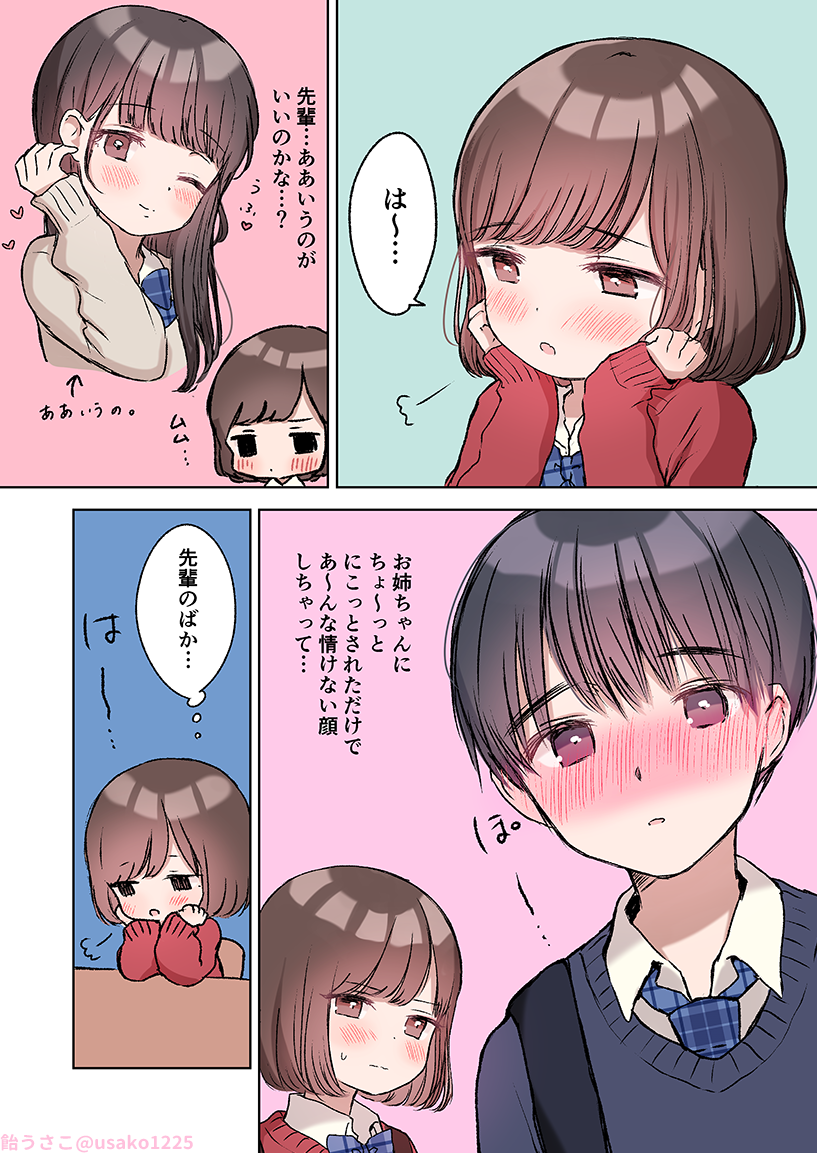 は〜…
先輩…ああいうのが
いいのかな…？
うふ♥
ああいうの。
ムム…
お姉ちゃんに
ちょ〜っと
にこっとされただけで
あ〜んな情けない顔
しちゃって…
ぽ…
先輩のばか…
は〜…
飴うさこ@usako1225